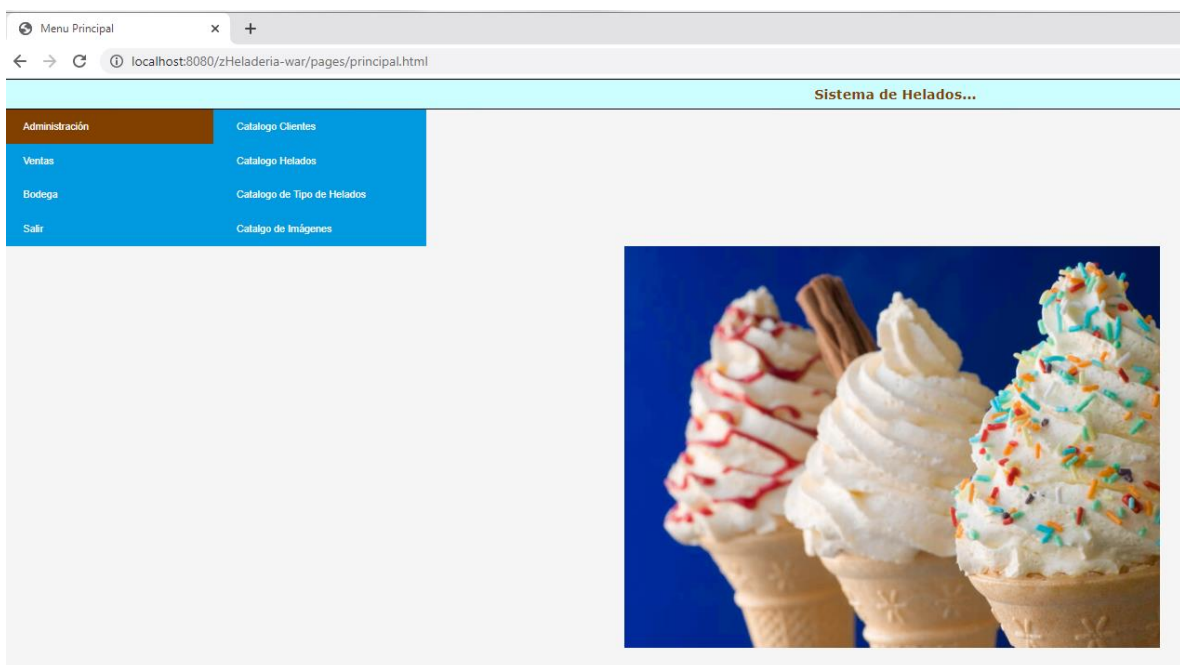 Menu Principal
localhost:8080/zHeladeria-war/pages/principal.html
Sistema de Helados...
Administración
Catalogo Clientes
Ventas
Catalogo Helados
Bodega
Catalogo de Tipo de Helados
Salir
Catalgo de Imágenes